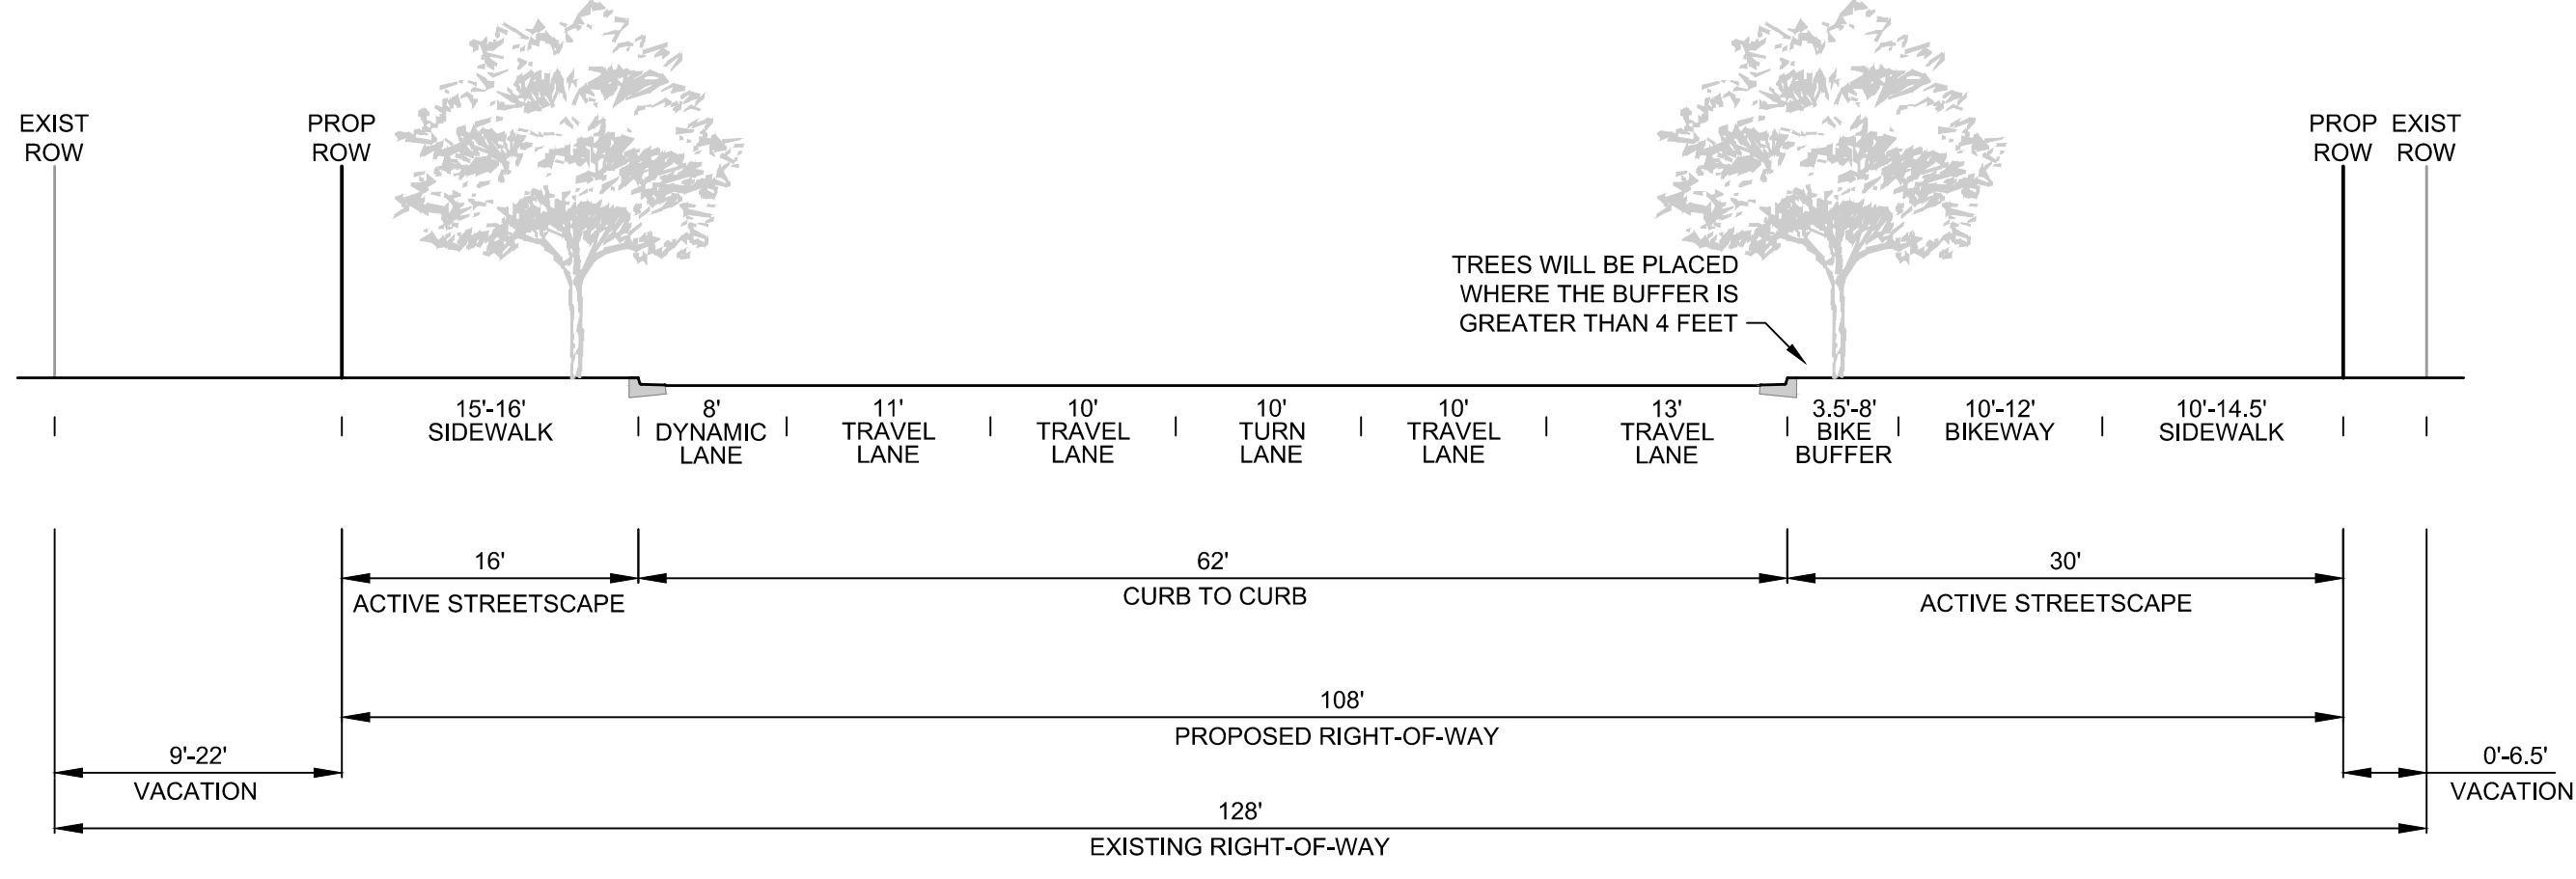 EXIST
ROW
PROP
ROW
PROP
ROW
EXIST
ROW
TREES WILL BE PLACED
WHERE THE BUFFER IS
GREATER THAN 4 FEET
15'-16'
SIDEWALK
8'
DYNAMIC
LANE
11'
TRAVEL
LANE
10'
TRAVEL
LANE
10'
TURN
LANE
10'
TRAVEL
LANE
13'
TRAVEL
LANE
3.5'-8'
BIKE
BUFFER
10'-12'
BIKEWAY
10'-14.5'
SIDEWALK
16'
ACTIVE STREETSCAPE
62'
CURB TO CURB
30'
ACTIVE STREETSCAPE
108'
PROPOSED RIGHT-OF-WAY
9'-22'
VACATION
0'-6.5'
VACATION
128'
EXISTING RIGHT-OF-WAY